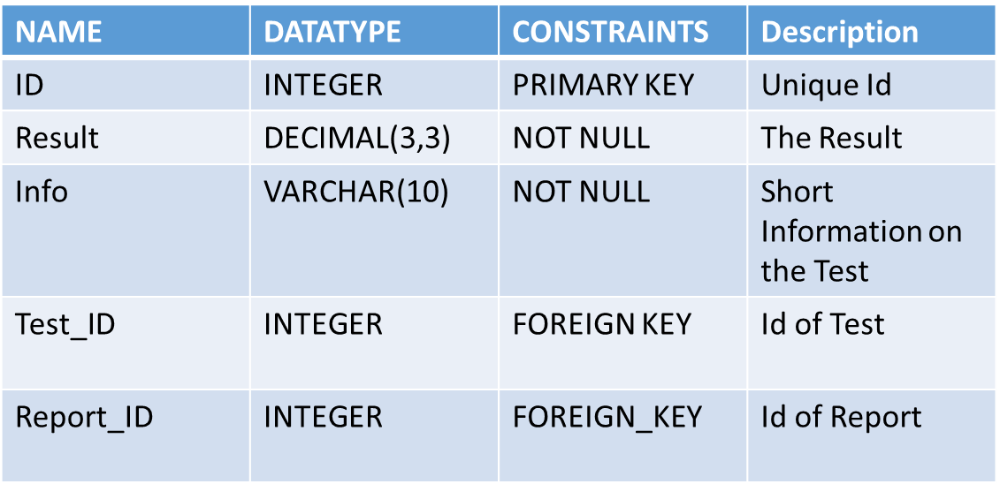 NAME DATATYPE CONSTRAINTS Description
ID INTEGER PRIMARY KEY Unique Id
Result DECIMAL(3,3) NOT NULL The Result
Info VARCHAR(10) NOT NULL Short
Information on
the Test
Test_ID INTEGER FOREIGN KEY Id of Test
Report_ID INTEGER FOREIGN_KEY Id of Report